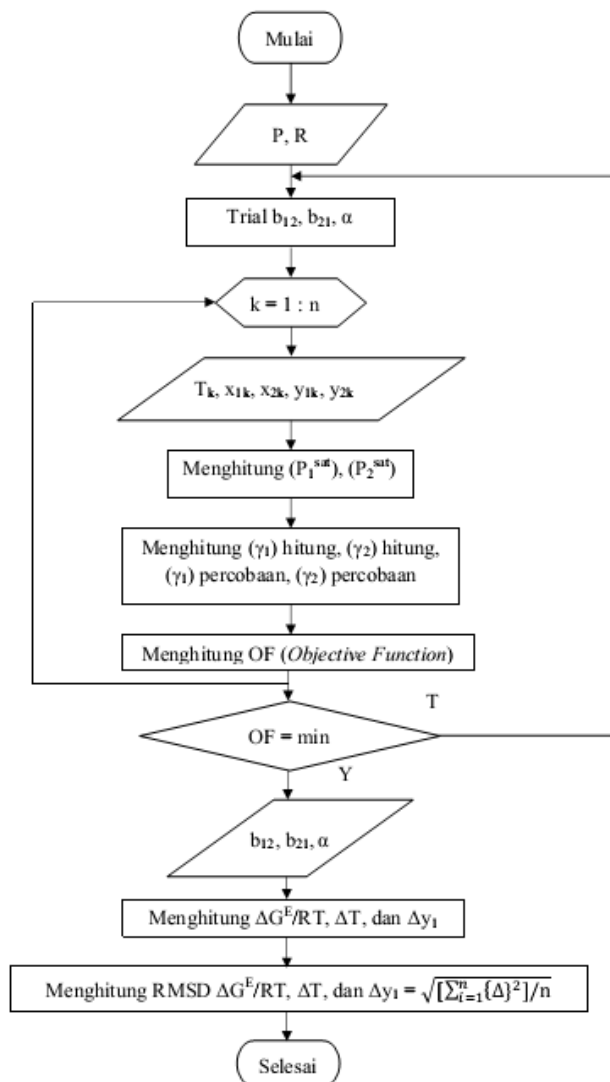 Mulai
P, R
Trial b₁₂, b₂₁, α
k = 1 : n
Tₖ, x₁ₖ, x₂ₖ, y₁ₖ, y₂ₖ
Menghitung (P₁ˢᵃᵗ), (P₂ˢᵃᵗ)
Menghitung (γ₁) hitung, (γ₂) hitung,
(γ₁) percobaan, (γ₂) percobaan
Menghitung OF (Objective Function)
T
OF = min
Y
b₁₂, b₂₁, α
Menghitung ΔGᴱ/RT, ΔT, dan Δy₁
Menghitung RMSD ΔGᴱ/RT, ΔT, dan Δy₁ = √[∑ⁿᵢ₌₁{Δ}²]/n
Selesai